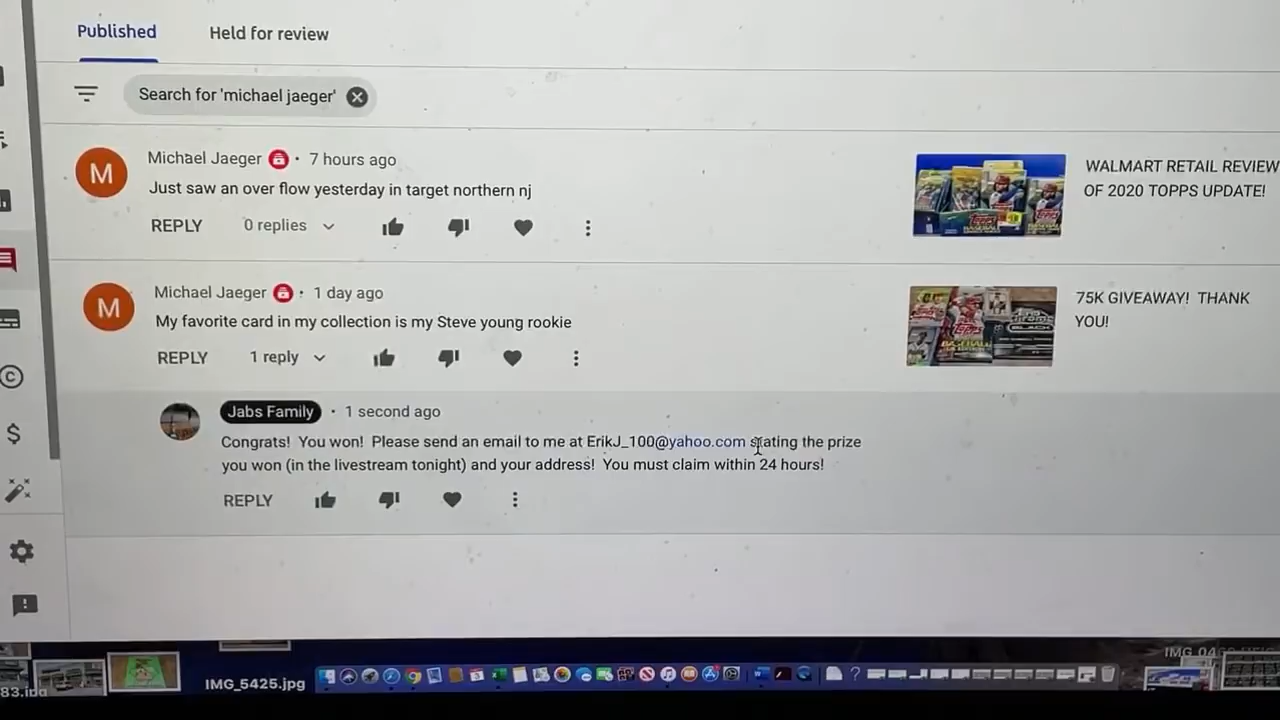 Published
Held for review
Search for 'michael jaeger'
Michael Jaeger • 7 hours ago
Just saw an over flow yesterday in target northern nj
REPLY 0 replies
WALMART RETAIL REVIEW
OF 2020 TOPPS UPDATE!
Michael Jaeger • 1 day ago
My favorite card in my collection is my Steve young rookie
REPLY 1 reply
75K GIVEAWAY! THANK
YOU!
Jabs Family • 1 second ago
Congrats! You won! Please send an email to me at ErikJ_100@yahoo.com stating the prize
you won (in the livestream tonight) and your address! You must claim within 24 hours!
REPLY
IMG_5425.jpg